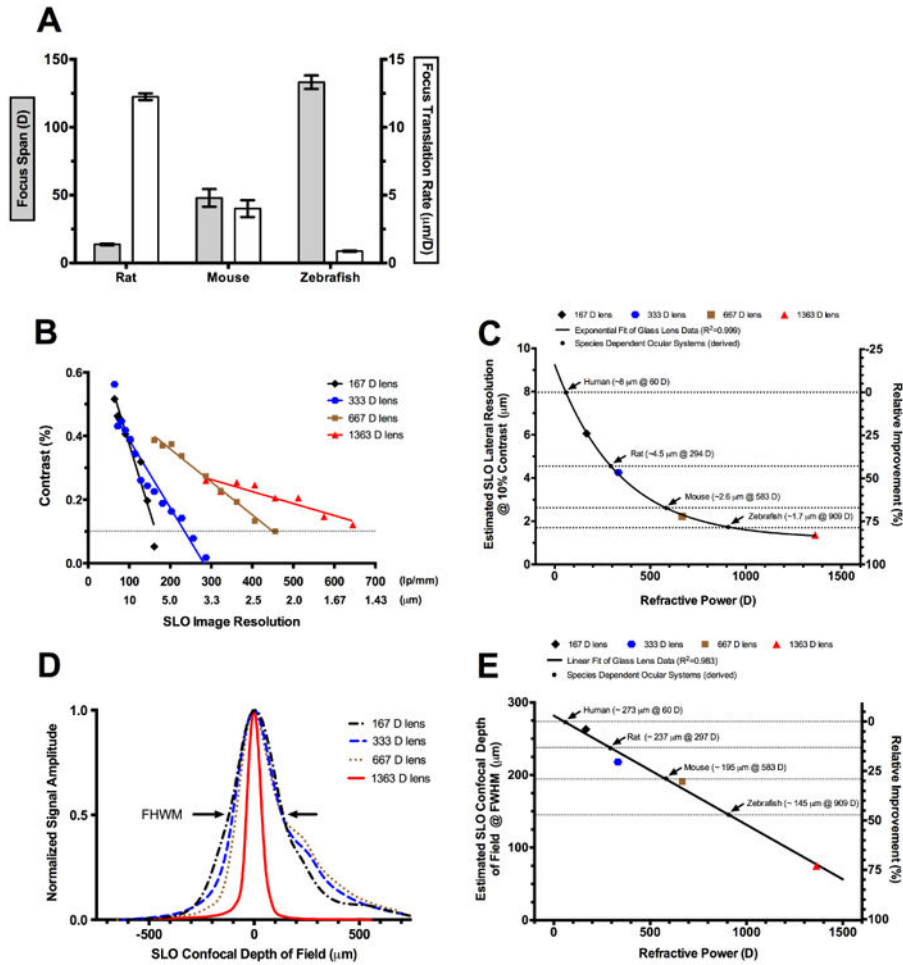 A
Focus Span (D)
150
100
50
0
15
10
5
0
Focus Translation Rate (μm/D)
Rat Mouse Zebrafish
B
Contrast (%)
0.6
0.4
0.2
0.0
167 D lens
333 D lens
667 D lens
1363 D lens
0 100 200 300 400 500 600 700 (lp/mm)
10 5.0 3.3 2.5 2.0 1.67 1.43 (μm)
SLO Image Resolution
C
167 D lens 333 D lens 667 D lens 1363 D lens
Exponential Fit of Glass Lens Data (R²=0.999)
Species Dependent Ocular Systems (derived)
Estimated SLO Lateral Resolution
@ 10% Contrast (μm)
10
8
6
4
2
0
Human (~8 μm @ 60 D)
Rat (~4.5 μm @ 294 D)
Mouse (~2.6 μm @ 583 D)
Zebrafish (~1.7 μm @ 909 D)
-25
0
25
50
75
100
Relative Improvement (%)
0 500 1000 1500
Refractive Power (D)
D
Normalized Signal Amplitude
1.0
0.5
0.0
FHWM
167 D lens
333 D lens
667 D lens
1363 D lens
-500 0 500
SLO Confocal Depth of Field (μm)
E
167 D lens 333 D lens 667 D lens 1363 D lens
Linear Fit of Glass Lens Data (R²=0.983)
Species Dependent Ocular Systems (derived)
Estimated SLO Confocal Depth
of Field @ FWHM (μm)
300
200
100
0
Human (~ 273 μm @ 60 D)
Rat (~ 237 μm @ 297 D)
Mouse (~ 195 μm @ 583 D)
Zebrafish (~ 145 μm @ 909 D)
0
25
50
75
100
Relative Improvement (%)
0 500 1000 1500
Refractive Power (D)